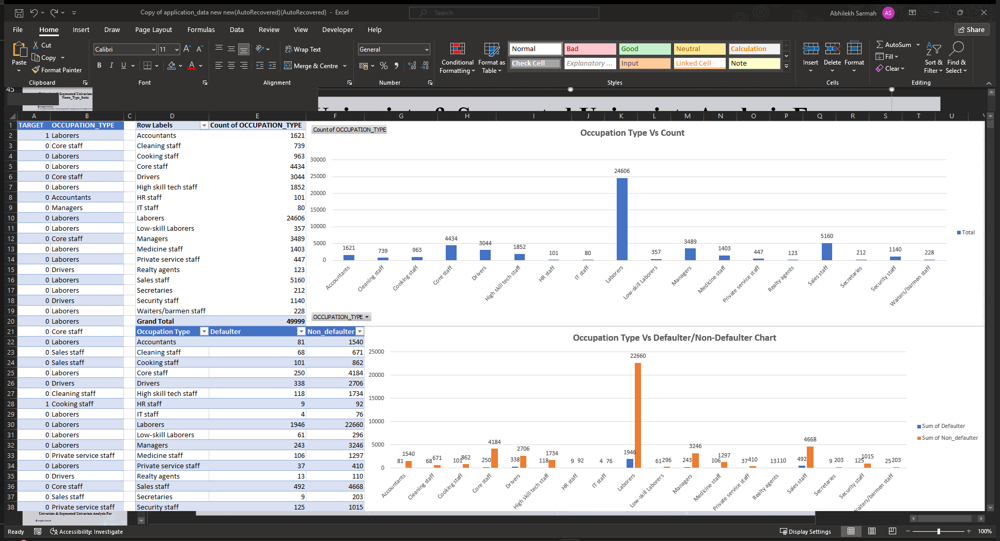 Copy of application_data new new(AutoRecovered)(AutoRecovered) - Excel
Search
Abhilekh Sarmah
AS
File Home Insert Draw Page Layout Formulas Data Review View Developer Help
Share
Paste
Cut
Copy
Format Painter
Clipboard
Calibri 11
B I U
Font
Wrap Text
Merge & Centre
Alignment
General
Number
Conditional Formatting
Format as Table
Normal Bad Good Neutral Calculation
Check Cell Explanatory ... Input Linked Cell Note
Styles
Insert Delete Format
Cells
AutoSum
Fill
Clear
Sort & Filter
Find & Select
Editing
45
Segmented Univariate
Name_Type_Suite
A B C D E F G H I J K L M N O P Q R S T U
1 TARGET OCCUPATION_TYPE Row Labels Count of OCCUPATION_TYPE
2 1 Laborers Accountants 1621
3 0 Core staff Cleaning staff 739
4 0 Laborers Cooking staff 963
5 0 Laborers Core staff 4434
6 0 Core staff Drivers 3044
7 0 Laborers High skill tech staff 1852
8 0 Accountants HR staff 101
9 0 Managers IT staff 80
10 0 Laborers Laborers 24606
11 0 Laborers Low-skill Laborers 357
12 0 Core staff Managers 3489
13 0 Laborers Medicine staff 1403
14 0 Laborers Private service staff 447
15 0 Drivers Realty agents 123
16 0 Laborers Sales staff 5160
17 0 Laborers Secretaries 212
18 0 Drivers Security staff 1140
19 0 Laborers Waiters/barmen staff 228
20 0 Laborers Grand Total 49999
21 0 Core staff Occupation Type Defaulter Non_defaulter
22 0 Laborers Accountants 81 1540
23 0 Sales staff Cleaning staff 68 671
24 0 Sales staff Cooking staff 101 862
25 0 Laborers Core staff 250 4184
26 0 Drivers Drivers 338 2706
27 0 Cleaning staff High skill tech staff 118 1734
28 1 Cooking staff HR staff 9 92
29 0 Laborers IT staff 4 76
30 0 Laborers Laborers 1946 22660
31 0 Laborers Low-skill Laborers 61 296
32 0 Laborers Managers 243 3246
33 0 Private service staff Medicine staff 106 1297
34 0 Laborers Private service staff 37 410
35 0 Drivers Realty agents 13 110
36 0 Core staff Sales staff 492 4668
37 0 Sales staff Secretaries 9 203
38 0 Private service staff Security staff 125 1015
Count of OCCUPATION_TYPE
Occupation Type Vs Count
30000
25000
20000
15000
10000
5000
0
1621 739 963 4434 3044 1852 101 80 24606 357 3489 1403 447 123 5160 212 1140 228
Accountants Cleaning staff Cooking staff Core staff Drivers High skill tech staff HR staff IT staff Laborers Low-skill Laborers Managers Medicine staff Private service staff Realty agents Sales staff Secretaries Security staff Waiters/barmen staff
Total
OCCUPATION_TYPE
Occupation Type Vs Defaulter/Non-Defaulter Chart
25000
20000
15000
10000
5000
0
81 1540 68 671 101 862 250 4184 338 2706 118 1734 9 92 4 76 1946 22660 61 296 243 3246 106 1297 37 410 13 110 492 4668 9 203 125 1015 25 203
Accountants Cleaning staff Cooking staff Core staff Drivers High skill tech staff HR staff IT staff Laborers Low-skill Laborers Managers Medicine staff Private service staff Realty agents Sales staff Secretaries Security staff Waiters/barmen staff
Sum of Defaulter
Sum of Non_defaulter
Univariate & Segmented Univariate Analysis For
Insights Derived
Ready
Accessibility: Investigate
Display Settings
100%